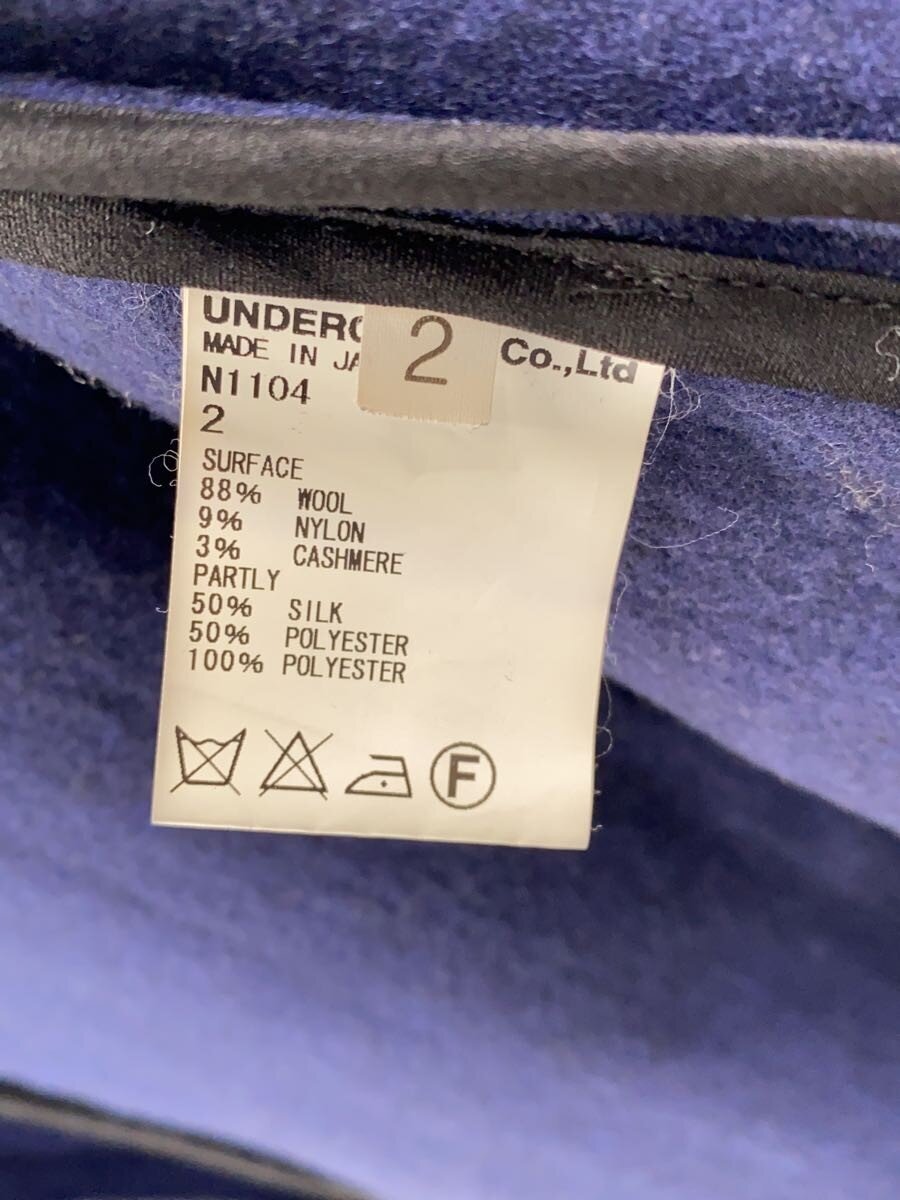 UNDERC Co.,Ltd
MADE IN JA
2
N1104
2
SURFACE
88% WOOL
9% NYLON
3% CASHMERE
PARTLY
50% SILK
50% POLYESTER
100% POLYESTER
F